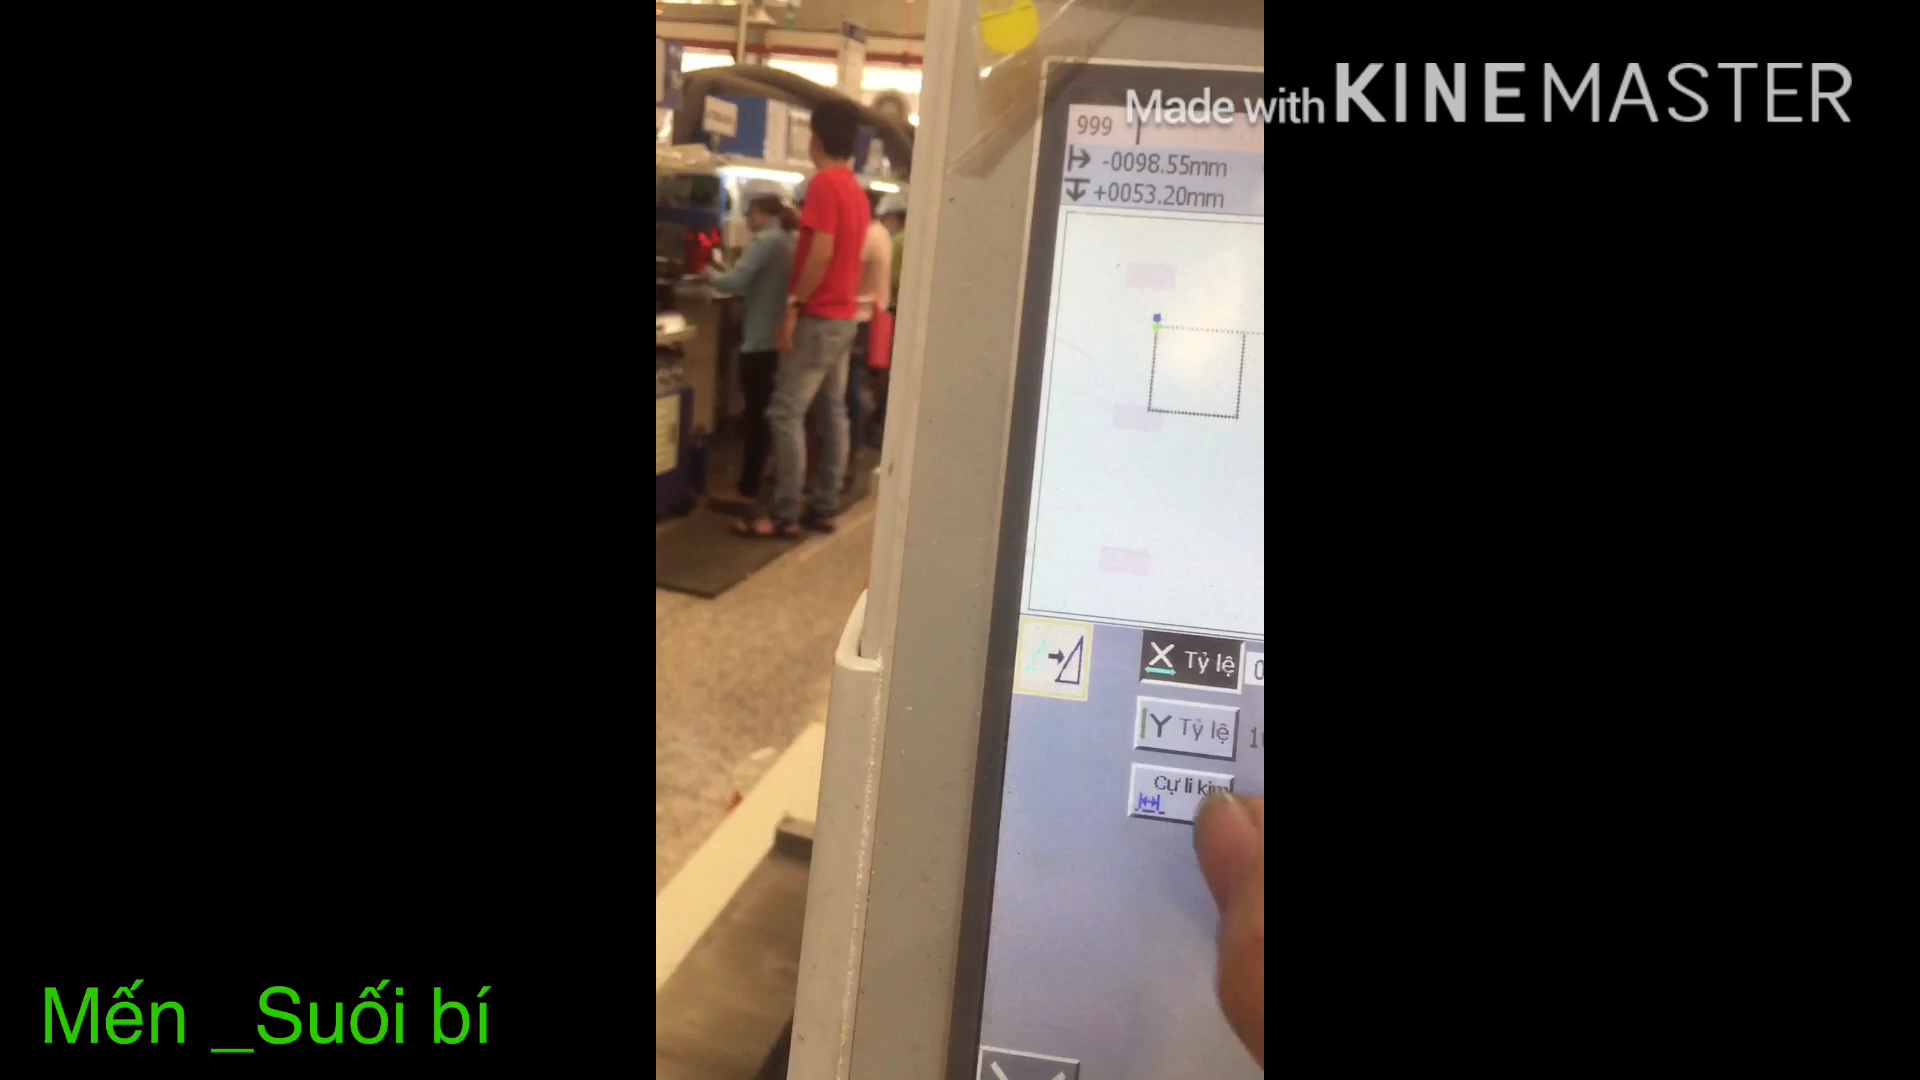 Made with KINEMASTER
999
-0098.55mm
+0053.20mm
X Tỷ lệ
Y Tỷ lệ
Cự li kim
Mến _Suối bí